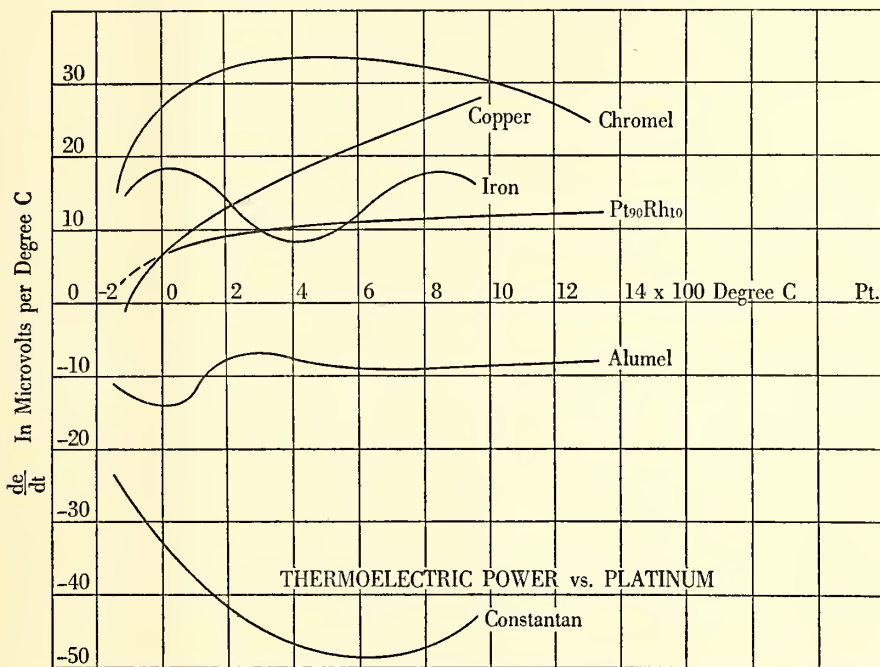 30
Copper
Chromel
20
Iron
10
Pt₉₀Rh₁₀
0 -2 0 2 4 6 8 10 12 14 x 100 Degree C Pt.
-10
Alumel
-20
-30
-40
THERMOELECTRIC POWER vs. PLATINUM
Constantan
-50
de/dt In Microvolts per Degree C